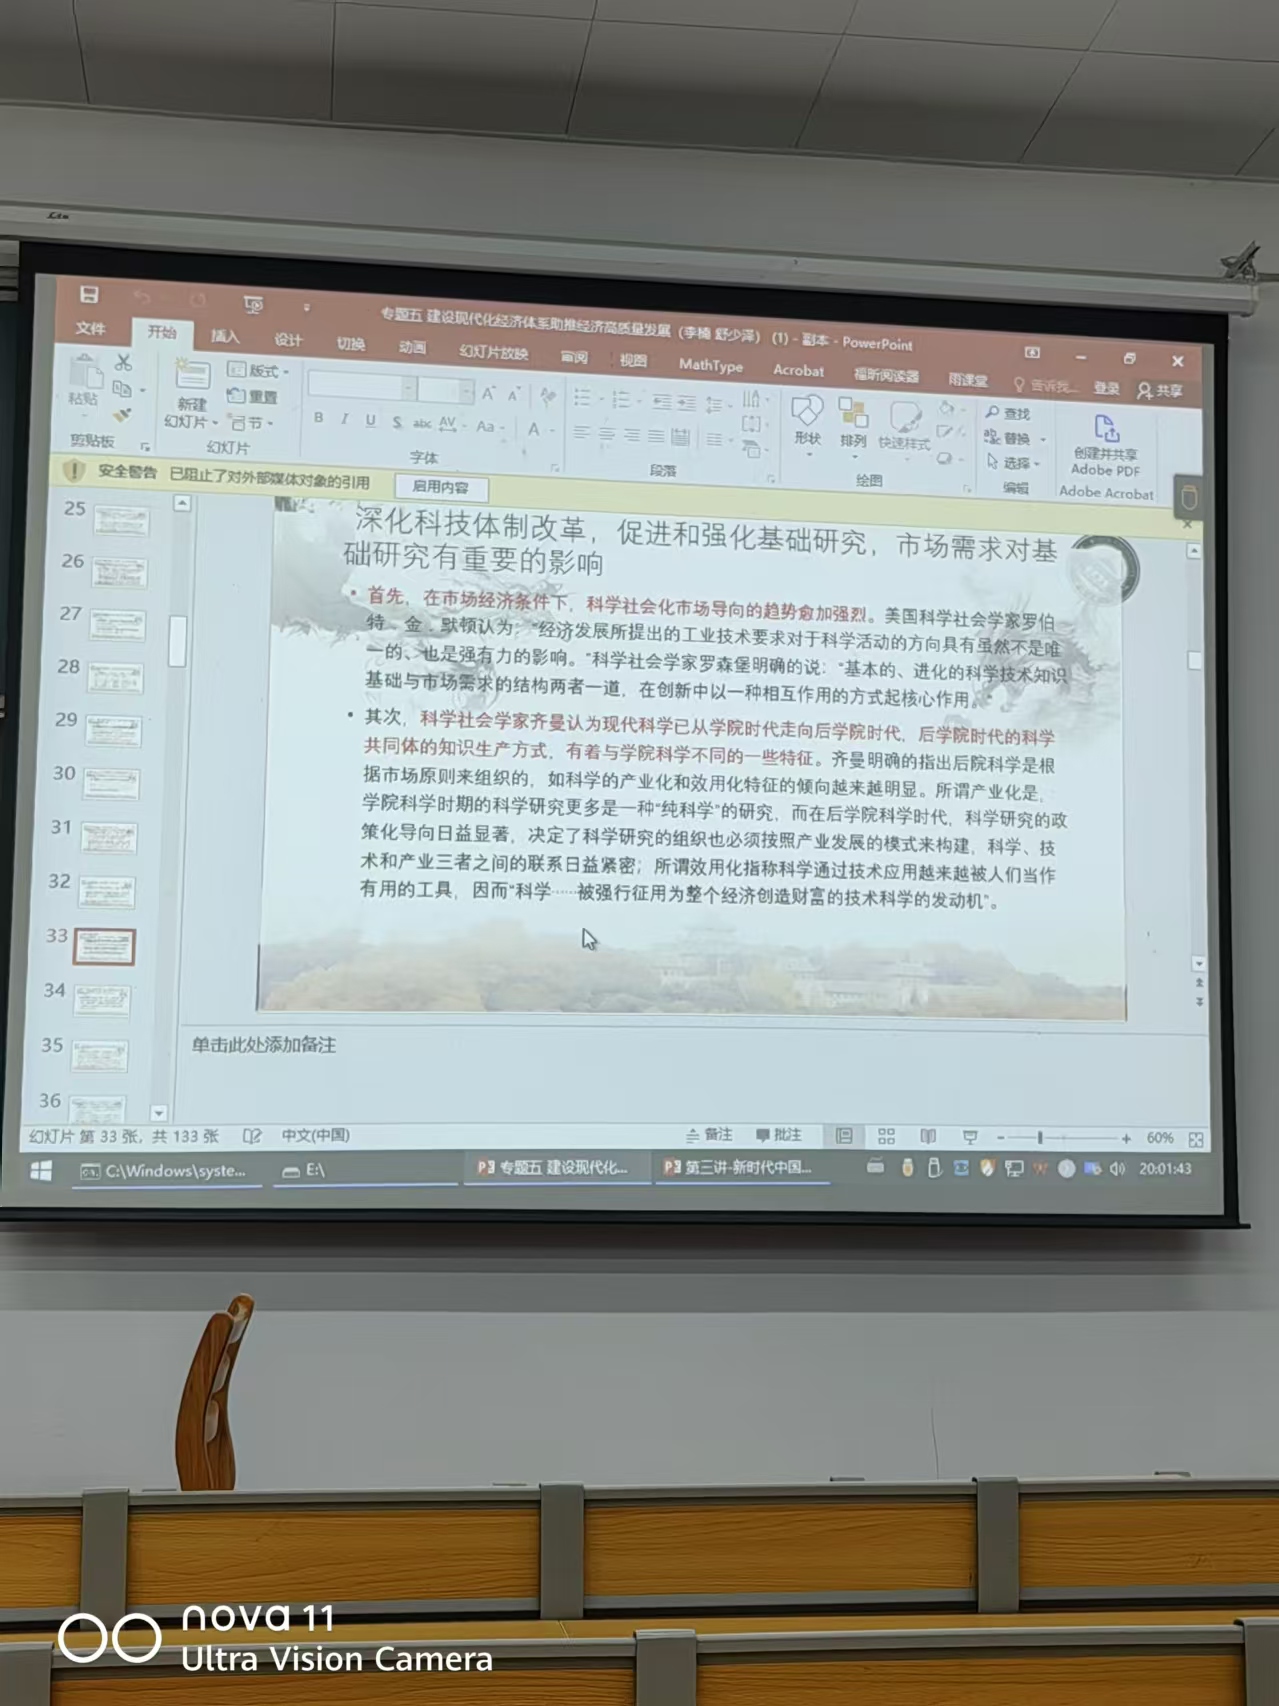 专题五 建设现代化经济体系助推经济高质量发展（李楠 舒少泽） (1) - 副本 - PowerPoint
文件 开始 插入 设计 切换 动画 幻灯片放映 审阅 视图 MathType Acrobat 福昕阅读器 雨课堂 告诉我... 登录 共享
粘贴 新建 幻灯片 版式 重置 节
形状 排列 快速样式 查找 替换 选择 创建并共享 Adobe PDF
剪贴板 幻灯片 字体 段落 绘图 编辑 Adobe Acrobat
安全警告 已阻止了对外部媒体对象的引用 启用内容
25
26
27
28
29
30
31
32
33
34
35
36
深化科技体制改革，促进和强化基础研究，市场需求对基
础研究有重要的影响
• 首先，在市场经济条件下，科学社会化市场导向的趋势愈加强烈。美国科学社会学家罗伯
特．金．默顿认为：“经济发展所提出的工业技术要求对于科学活动的方向具有虽然不是唯
一的、也是强有力的影响。”科学社会学家罗森堡明确的说：“基本的、进化的科学技术知识
基础与市场需求的结构两者一道，在创新中以一种相互作用的方式起核心作用。”
• 其次，科学社会学家齐曼认为现代科学已从学院时代走向后学院时代，后学院时代的科学
共同体的知识生产方式，有着与学院科学不同的一些特征。齐曼明确的指出后院科学是根
据市场原则来组织的，如科学的产业化和效用化特征的倾向越来越明显。所谓产业化是，
学院科学时期的科学研究更多是一种“纯科学”的研究，而在后学院科学时代，科学研究的政
策化导向日益显著，决定了科学研究的组织也必须按照产业发展的模式来构建，科学、技
术和产业三者之间的联系日益紧密；所谓效用化指称科学通过技术应用越来越被人们当作
有用的工具，因而“科学……被强行征用为整个经济创造财富的技术科学的发动机”。
单击此处添加备注
幻灯片 第 33 张，共 133 张 中文(中国) 备注 批注 60%
C:\Windows\syste... E:\ 专题五 建设现代化... 第三讲-新时代中国... 20:01:43
nova 11
Ultra Vision Camera